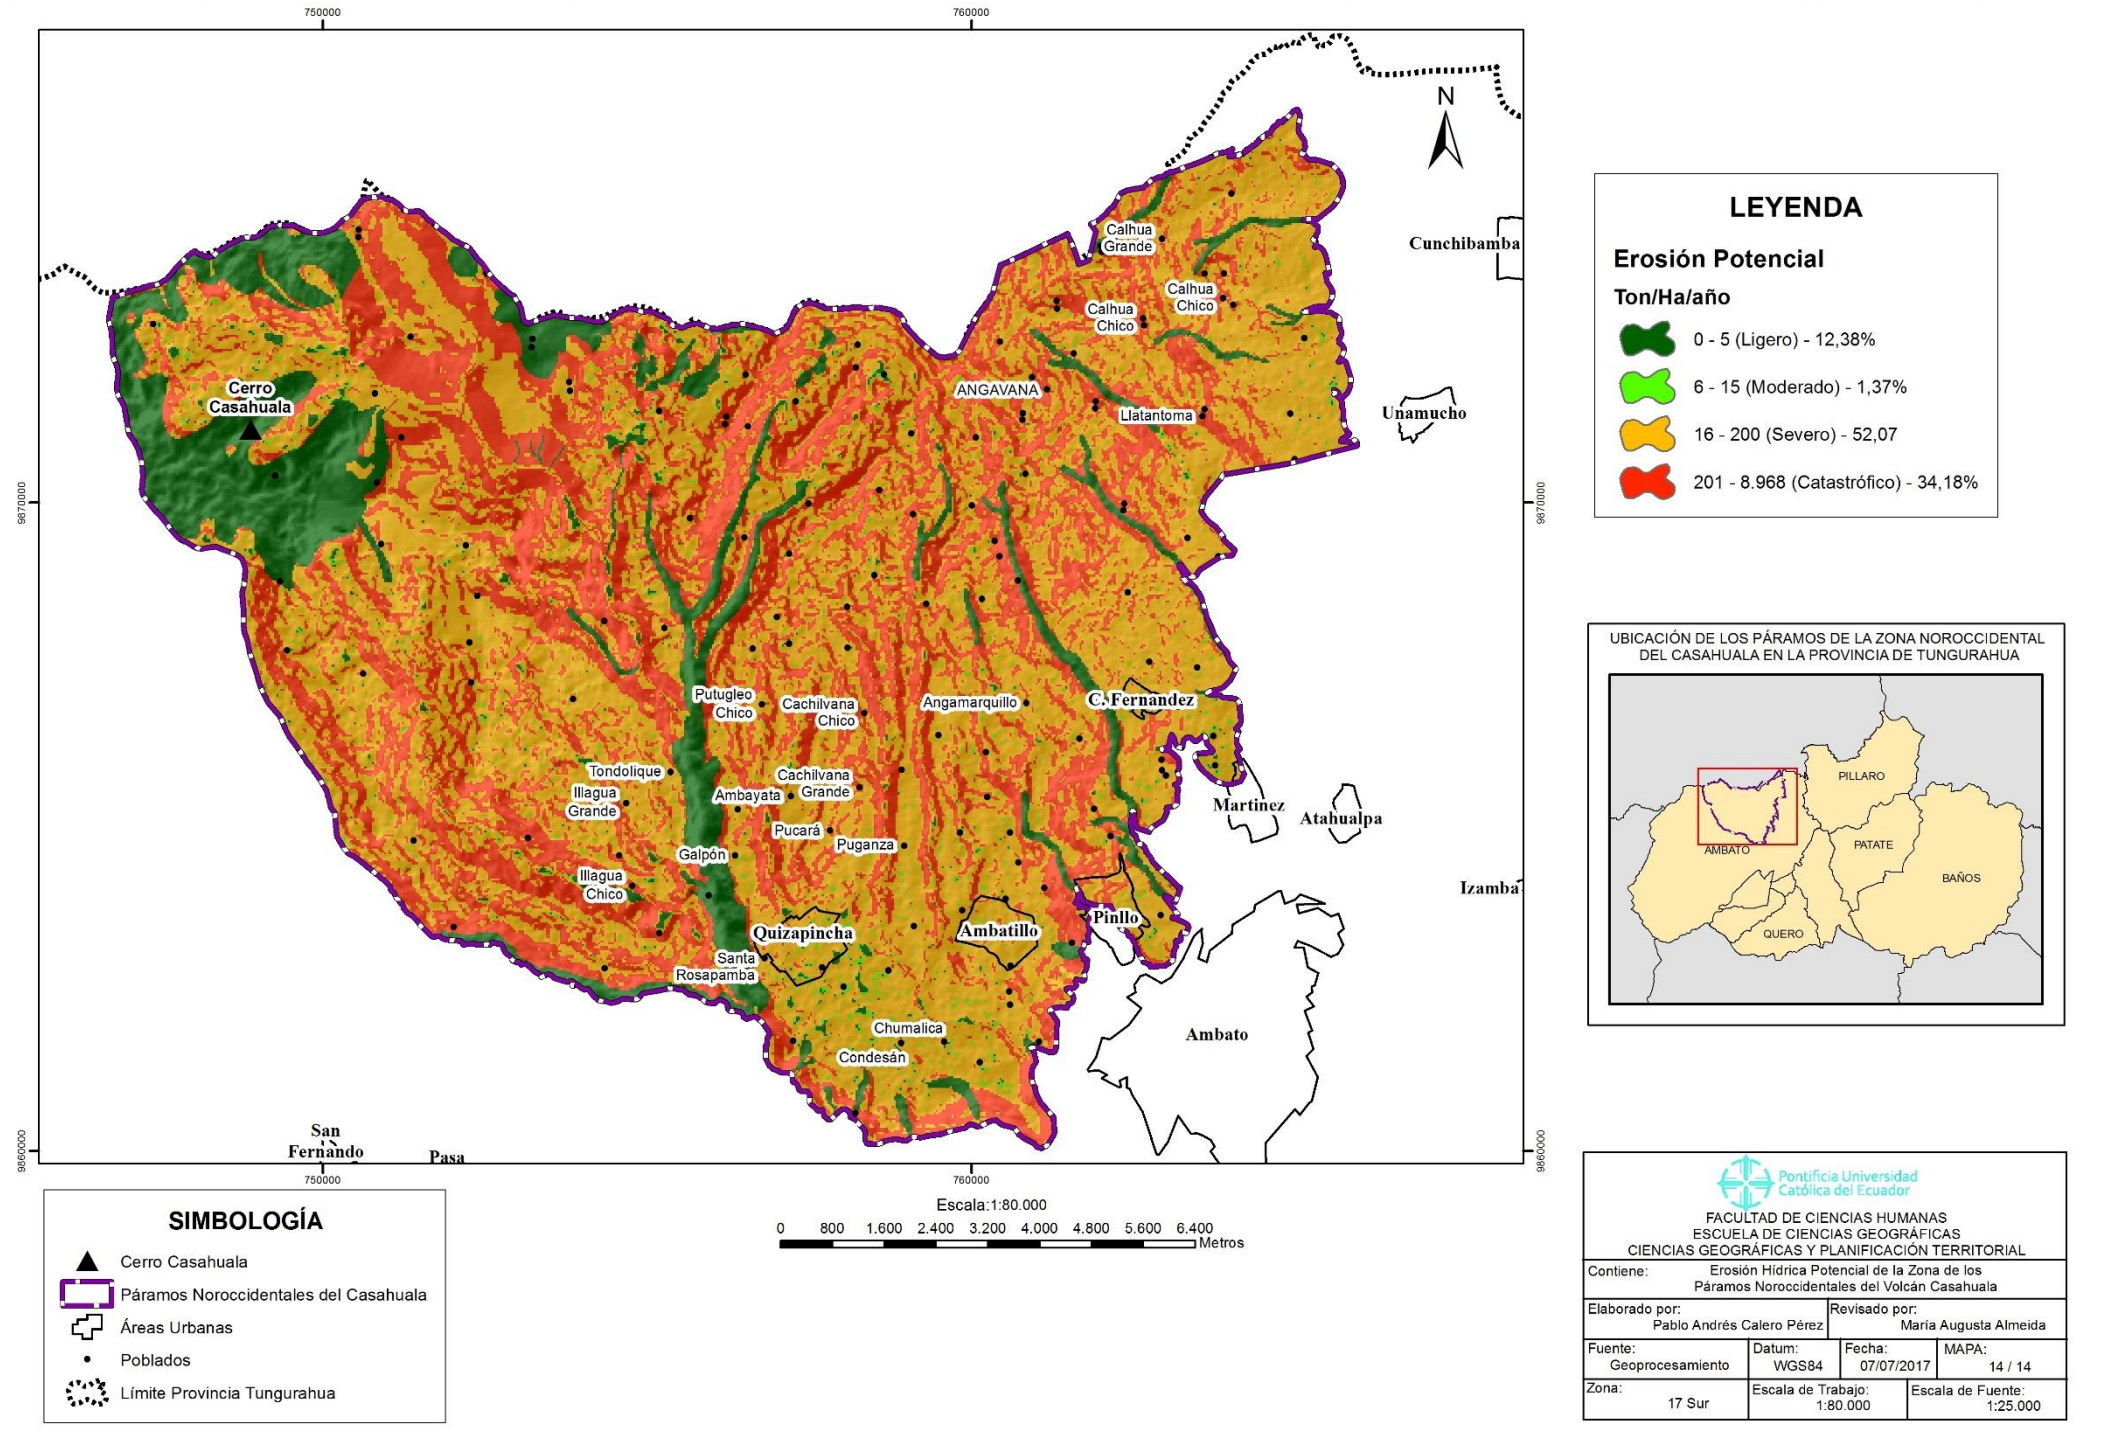 750000
760000
N
Calhua
Grande
Cunchibamba
Calhua
Chico
Calhua
Chico
Cerro
Casahuala
ANGAVANA
Llatantoma
Unamucho
9870000
9870000
Putugleo
Chico
Cachilvana
Chico
Angamarquillo
C. Fernandez
Tondolique
Illagua
Grande
Ambayata
Cachilvana
Grande
Martinez
Atahualpa
Pucará
Puganza
Galpón
Illagua
Chico
Izamba
Quizapincha
Ambatillo
Pinllo
Santa
Rosapamba
Chumalica
Condesán
Ambato
San
Fernando
Pasa
9860000
9860000
750000
760000
LEYENDA
Erosión Potencial
Ton/Ha/año
0 - 5 (Ligero) - 12,38%
6 - 15 (Moderado) - 1,37%
16 - 200 (Severo) - 52,07
201 - 8.968 (Catastrófico) - 34,18%
UBICACIÓN DE LOS PÁRAMOS DE LA ZONA NOROCCIDENTAL
DEL CASAHUALA EN LA PROVINCIA DE TUNGURAHUA
PILLARO
AMBATO
PATATE
BAÑOS
QUERO
SIMBOLOGÍA
Cerro Casahuala
Páramos Noroccidentales del Casahuala
Áreas Urbanas
Poblados
Límite Provincia Tungurahua
Escala:1:80.000
0 800 1.600 2.400 3.200 4.000 4.800 5.600 6.400
Metros
Pontificia Universidad
Católica del Ecuador
FACULTAD DE CIENCIAS HUMANAS
ESCUELA DE CIENCIAS GEOGRÁFICAS
CIENCIAS GEOGRÁFICAS Y PLANIFICACIÓN TERRITORIAL
Contiene: Erosión Hídrica Potencial de la Zona de los
Páramos Noroccidentales del Volcán Casahuala
Elaborado por: Revisado por:
Pablo Andrés Calero Pérez María Augusta Almeida
Fuente: Datum: Fecha: MAPA:
Geoprocesamiento WGS84 07/07/2017 14 / 14
Zona: Escala de Trabajo: Escala de Fuente:
17 Sur 1:80.000 1:25.000